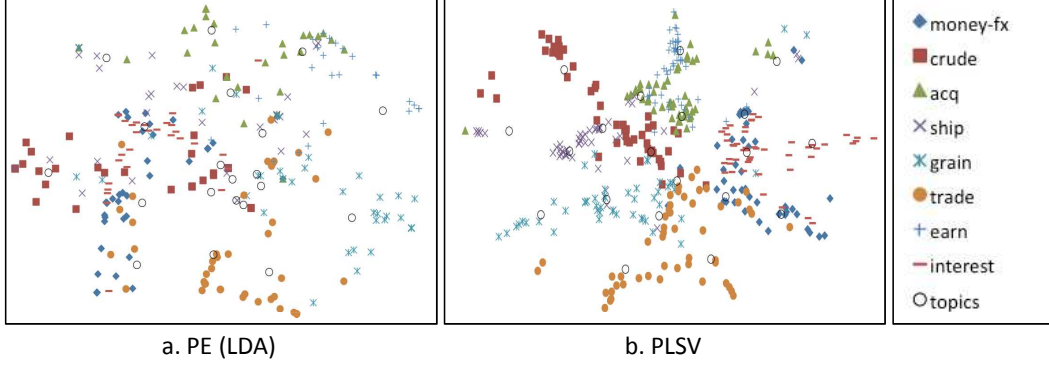 money-fx
crude
acq
ship
grain
trade
earn
interest
topics
a. PE (LDA)
b. PLSV